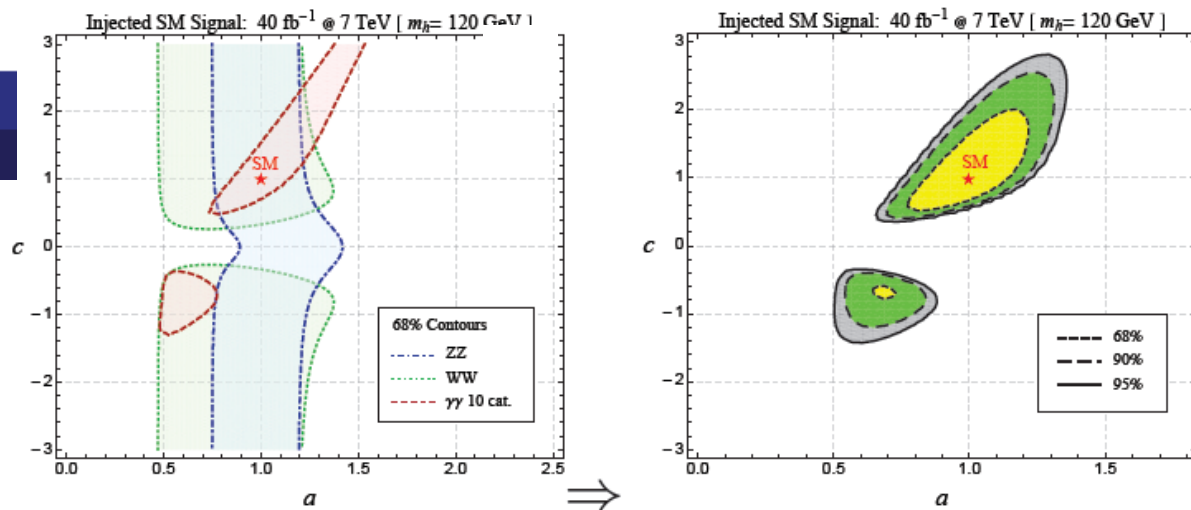 Injected SM Signal: 40 fb⁻¹ @ 7 TeV [ mₕ= 120 GeV ]
3
2
1
0
−1
−2
−3
c
SM
68% Contours
ZZ
WW
γγ 10 cat.
0.0 0.5 1.0 1.5 2.0 2.5
a
⇒
Injected SM Signal: 40 fb⁻¹ @ 7 TeV [ mₕ= 120 GeV ]
3
2
1
0
−1
−2
−3
c
SM
68%
90%
95%
0.0 0.5 1.0 1.5
a